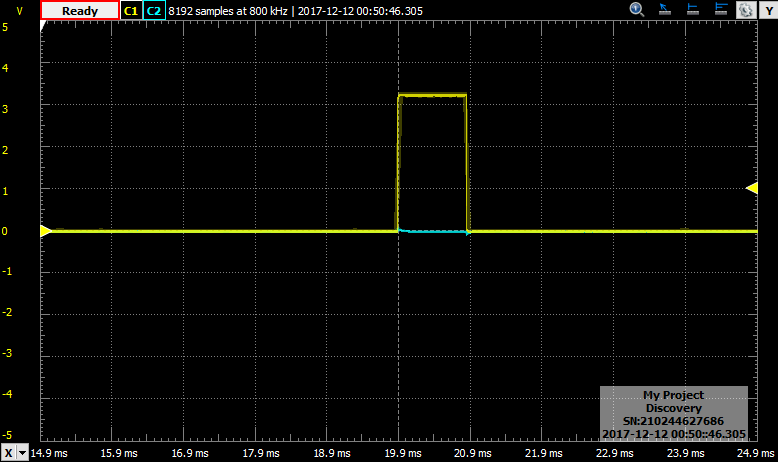 V Ready C1 C2 8192 samples at 800 kHz | 2017-12-12 00:50:46.305 Y
5
4
3
2
1
0
-1
-2
-3
-4
-5
My Project
Discovery
SN:210244627686
2017-12-12 00:50::46.305
X 14.9 ms 15.9 ms 16.9 ms 17.9 ms 18.9 ms 19.9 ms 20.9 ms 21.9 ms 22.9 ms 23.9 ms 24.9 ms